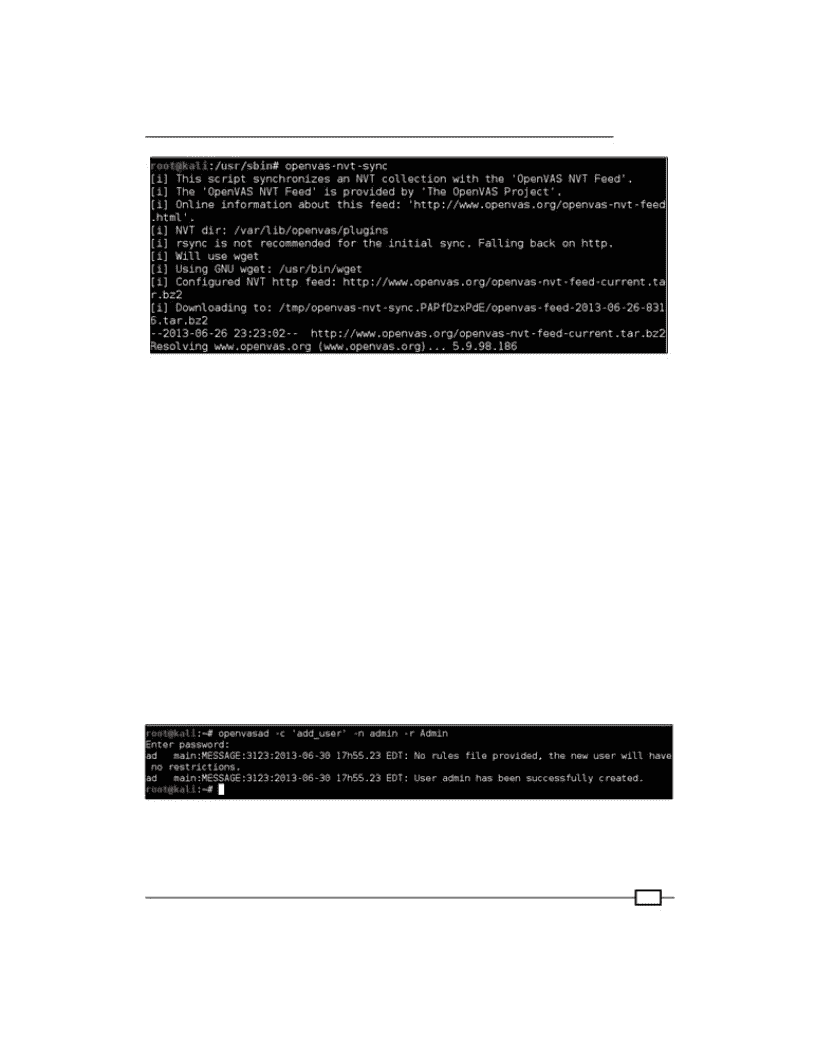 root@kali:/usr/sbin# openvas-nvt-sync
[i] This script synchronizes an NVT collection with the 'OpenVAS NVT Feed'.
[i] The 'OpenVAS NVT Feed' is provided by 'The OpenVAS Project'.
[i] Online information about this feed: 'http://www.openvas.org/openvas-nvt-feed
.html'.
[i] NVT dir: /var/lib/openvas/plugins
[i] rsync is not recommended for the initial sync. Falling back on http.
[i] Will use wget
[i] Using GNU wget: /usr/bin/wget
[i] Configured NVT http feed: http://www.openvas.org/openvas-nvt-feed-current.ta
r.bz2
[i] Downloading to: /tmp/openvas-nvt-sync.PAPfDzxPdE/openvas-feed-2013-06-26-831
6.tar.bz2
--2013-06-26 23:23:02--  http://www.openvas.org/openvas-nvt-feed-current.tar.bz2
Resolving www.openvas.org (www.openvas.org)... 5.9.98.186
root@kali:~# openvasad -c 'add_user' -n admin -r Admin
Enter password:
ad   main:MESSAGE:3123:2013-06-30 17h55.23 EDT: No rules file provided, the new user will have
 no restrictions.
ad   main:MESSAGE:3123:2013-06-30 17h55.23 EDT: User admin has been successfully created.
root@kali:~#